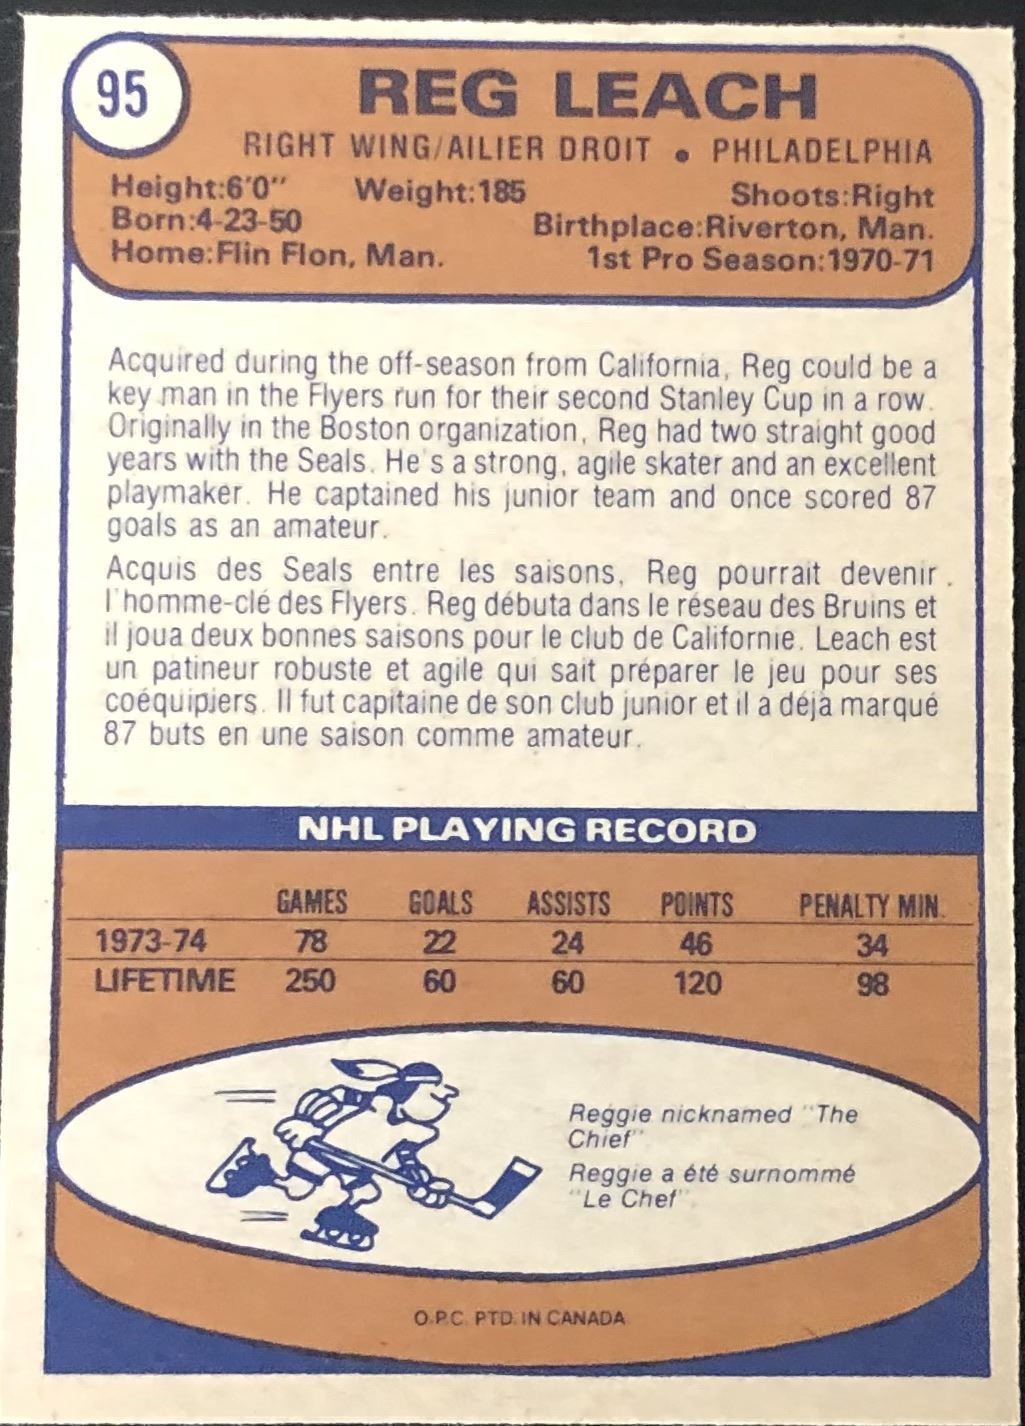 95
REG LEACH
RIGHT WING/AILIER DROIT • PHILADELPHIA
Height:6'0" Weight:185 Shoots:Right
Born:4-23-50 Birthplace:Riverton, Man.
Home:Flin Flon, Man. 1st Pro Season:1970-71
Acquired during the off-season from California, Reg could be a
key man in the Flyers run for their second Stanley Cup in a row.
Originally in the Boston organization, Reg had two straight good
years with the Seals. He's a strong, agile skater and an excellent
playmaker. He captained his junior team and once scored 87
goals as an amateur.
Acquis des Seals entre les saisons, Reg pourrait devenir
l'homme-clé des Flyers. Reg débuta dans le réseau des Bruins et
il joua deux bonnes saisons pour le club de Californie. Leach est
un patineur robuste et agile qui sait préparer le jeu pour ses
coéquipiers. Il fut capitaine de son club junior et il a déjà marqué
87 buts en une saison comme amateur.
NHL PLAYING RECORD
GAMES GOALS ASSISTS POINTS PENALTY MIN.
1973-74 78 22 24 46 34
LIFETIME 250 60 60 120 98
Reggie nicknamed "The
Chief"
Reggie a été surnommé
"Le Chef".
O.P.C. PTD. IN CANADA